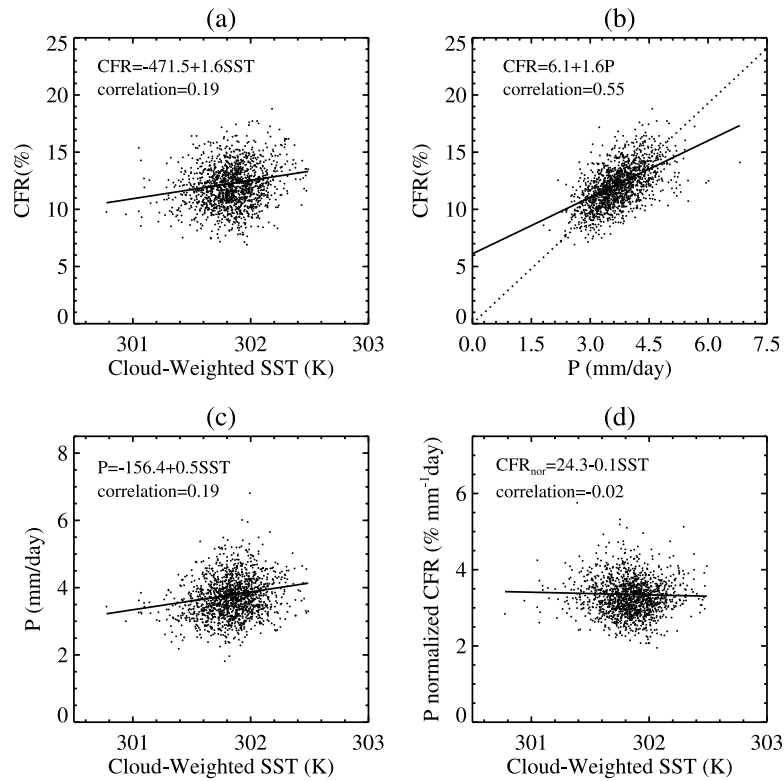 (a)
CFR=-471.5+1.6SST
correlation=0.19
25
20
15
10
5
0
CFR(%)
301
302
303
Cloud-Weighted SST (K)
(b)
CFR=6.1+1.6P
correlation=0.55
25
20
15
10
5
0
CFR(%)
0.0
1.5
3.0
4.5
6.0
7.5
P (mm/day)
(c)
P=-156.4+0.5SST
correlation=0.19
8
6
4
2
0
P (mm/day)
301
302
303
Cloud-Weighted SST (K)
(d)
CFRnor=24.3-0.1SST
correlation=-0.02
6
4
2
0
P normalized CFR (% mm⁻¹day)
301
302
303
Cloud-Weighted SST (K)